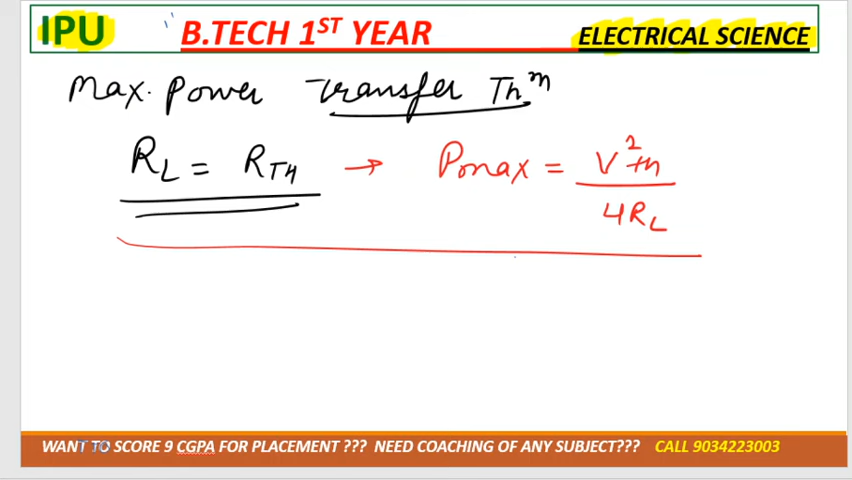 IPU B.TECH 1ST YEAR ELECTRICAL SCIENCE
Max. Power Transfer Thm
RL = RTH → Pmax = V²th / 4RL
WANT TO SCORE 9 CGPA FOR PLACEMENT ??? NEED COACHING OF ANY SUBJECT??? CALL 9034223003